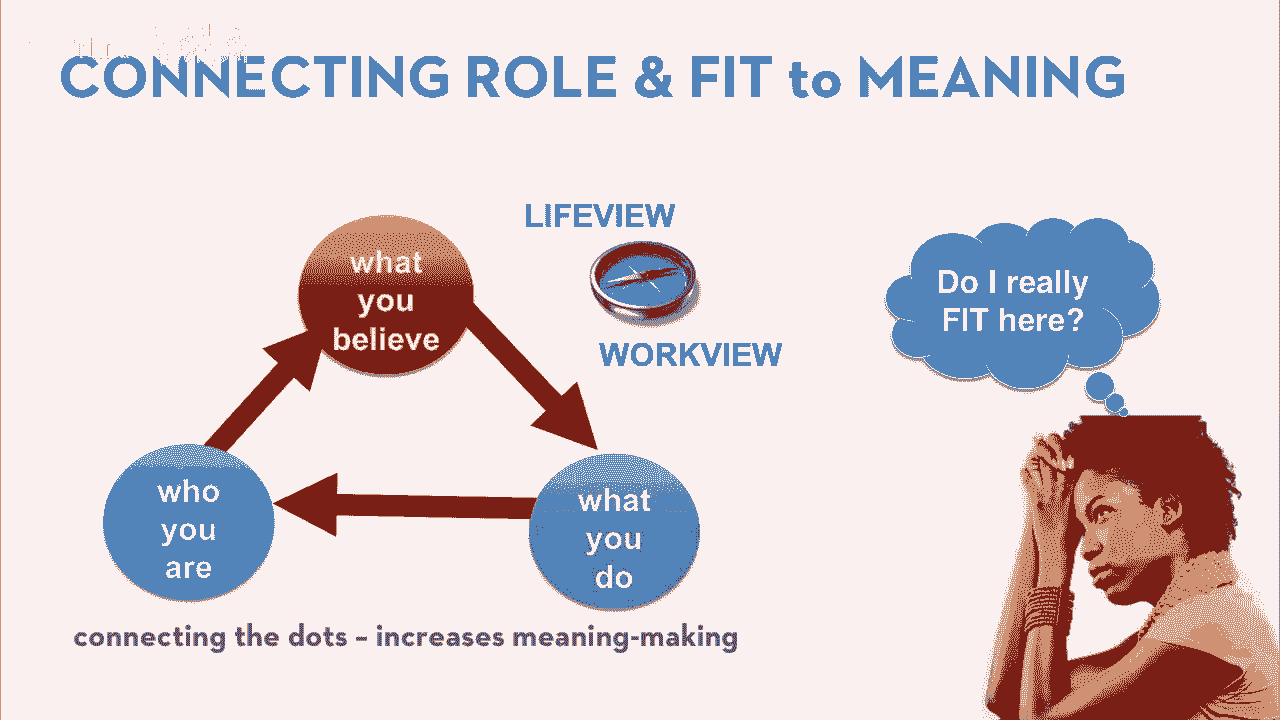 CONNECTING ROLE & FIT to MEANING
LIFEVIEW
what
you
believe
WORKVIEW
Do I really
FIT here?
who
you
are
what
you
do
connecting the dots – increases meaning-making